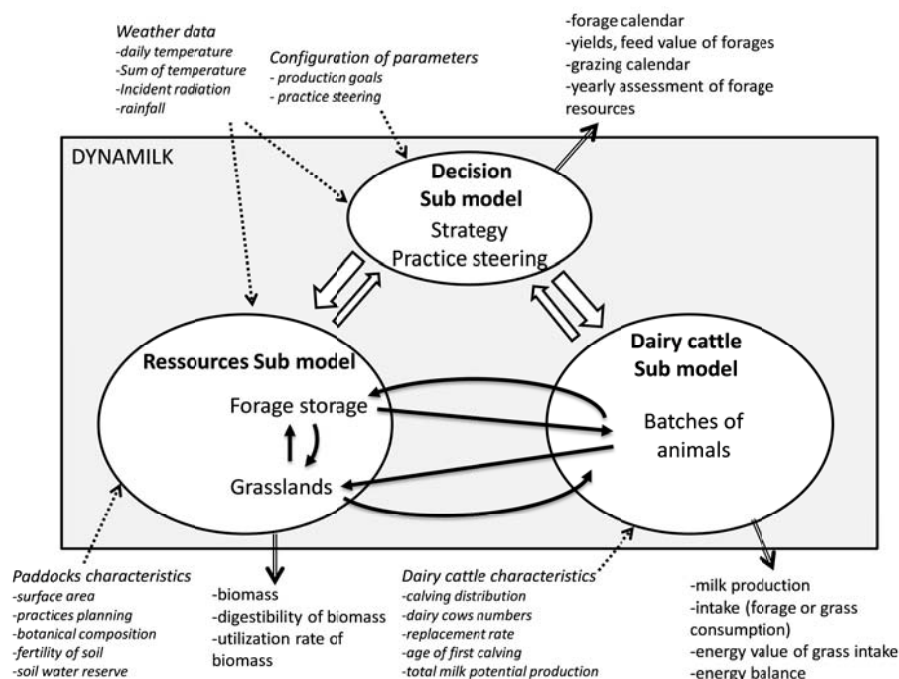 Weather data
-daily temperature
-Sum of temperature
-Incident radiation
-rainfall
Configuration of parameters
- production goals
- practice steering
-forage calendar
-yields, feed value of forages
-grazing calendar
-yearly assessment of forage
resources
DYNAMILK
Decision
Sub model
Strategy
Practice steering
Ressources Sub model
Forage storage
Grasslands
Dairy cattle
Sub model
Batches of
animals
Paddocks characteristics
-surface area
-practices planning
-botanical composition
-fertility of soil
-soil water reserve
-biomass
-digestibility of biomass
-utilization rate of
biomass
Dairy cattle characteristics
-calving distribution
-dairy cows numbers
-replacement rate
-age of first calving
-total milk potential production
-milk production
-intake (forage or grass
consumption)
-energy value of grass intake
-energy balance